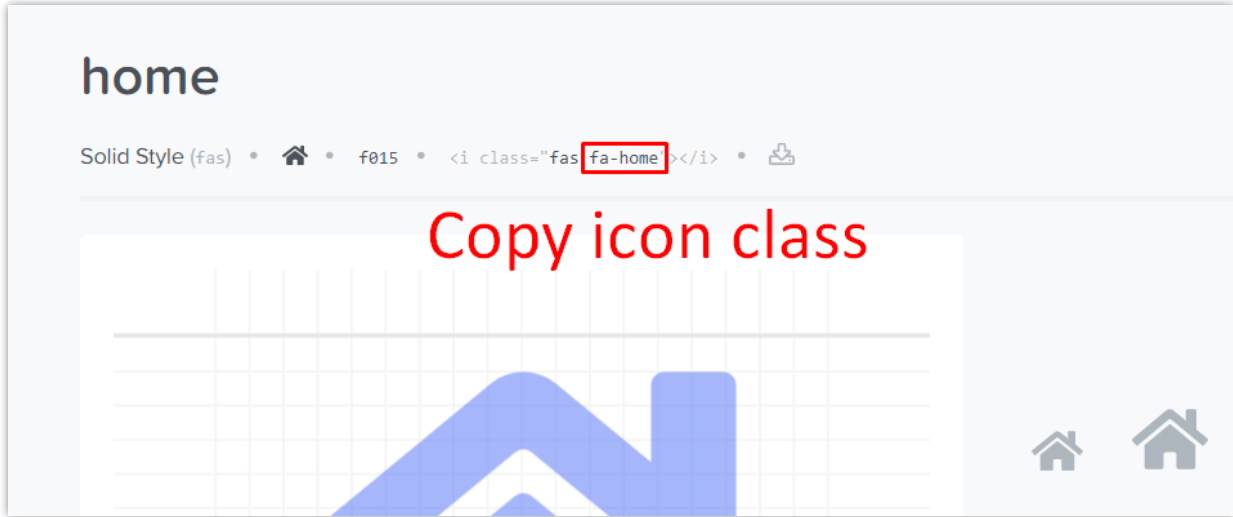 home
Solid Style (fas) • • f015 • <i class="fas fa-home"></i> •
Copy icon class